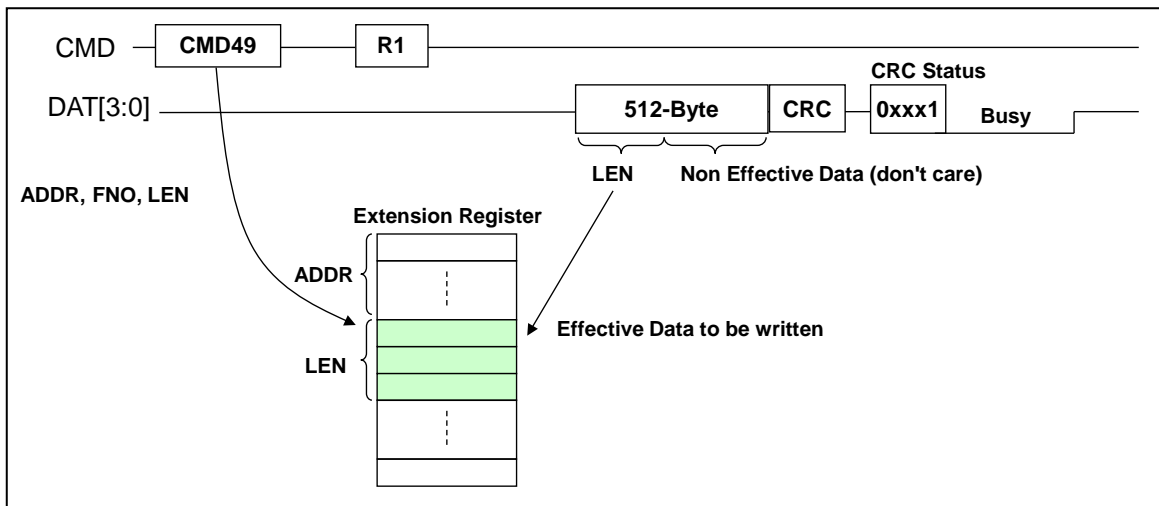 CMD CMD49 R1
CRC Status
DAT[3:0] 512-Byte CRC 0xxx1 Busy
LEN Non Effective Data (don't care)
ADDR, FNO, LEN
Extension Register
ADDR
Effective Data to be written
LEN